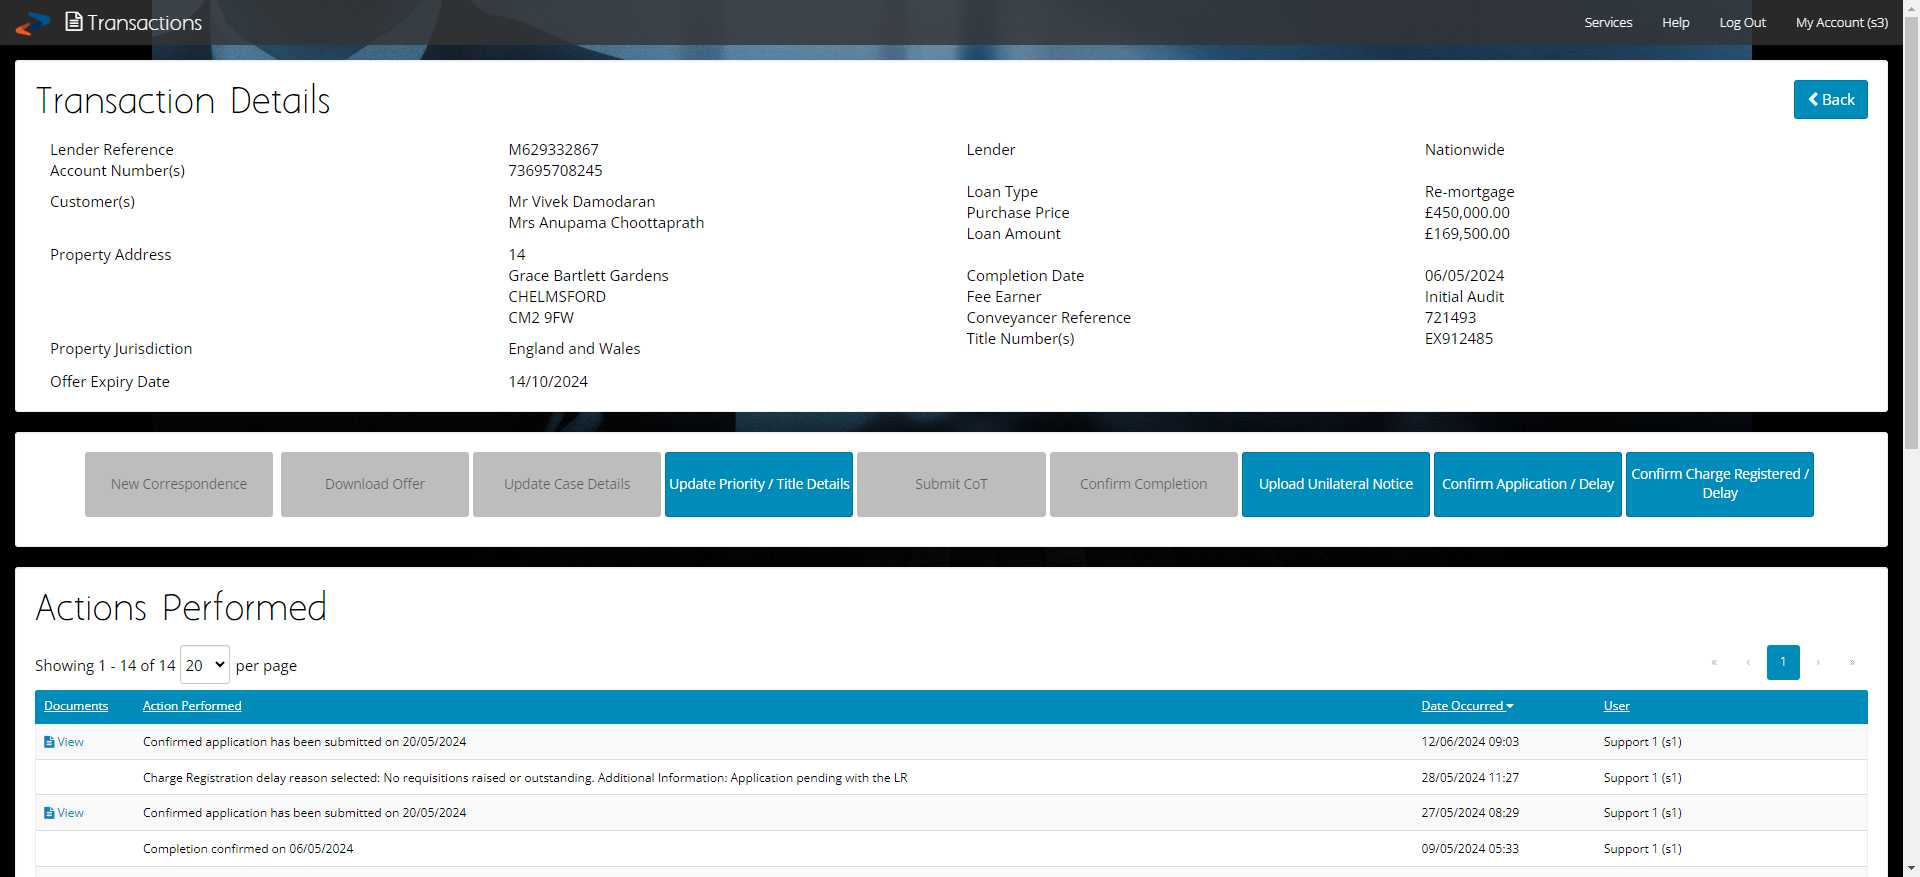 Transactions
Services Help Log Out My Account (s3)
Transaction Details
Back
Lender Reference M629332867 Lender Nationwide
Account Number(s) 73695708245
Loan Type Re-mortgage
Customer(s) Mr Vivek Damodaran
Purchase Price £450,000.00
Mrs Anupama Choottaprath
Loan Amount £169,500.00
Property Address 14
Grace Bartlett Gardens Completion Date 06/05/2024
CHELMSFORD Fee Earner Initial Audit
CM2 9FW Conveyancer Reference 721493
Title Number(s) EX912485
Property Jurisdiction England and Wales
Offer Expiry Date 14/10/2024
New Correspondence Download Offer Update Case Details Update Priority / Title Details Submit CoT Confirm Completion Upload Unilateral Notice Confirm Application / Delay Confirm Charge Registered /
Delay
Actions Performed
Showing 1 - 14 of 14 20 per page
« ‹ 1 › »
Documents Action Performed Date Occurred User
View Confirmed application has been submitted on 20/05/2024 12/06/2024 09:03 Support 1 (s1)
Charge Registration delay reason selected: No requisitions raised or outstanding. Additional Information: Application pending with the LR 28/05/2024 11:27 Support 1 (s1)
View Confirmed application has been submitted on 20/05/2024 27/05/2024 08:29 Support 1 (s1)
Completion confirmed on 06/05/2024 09/05/2024 05:33 Support 1 (s1)